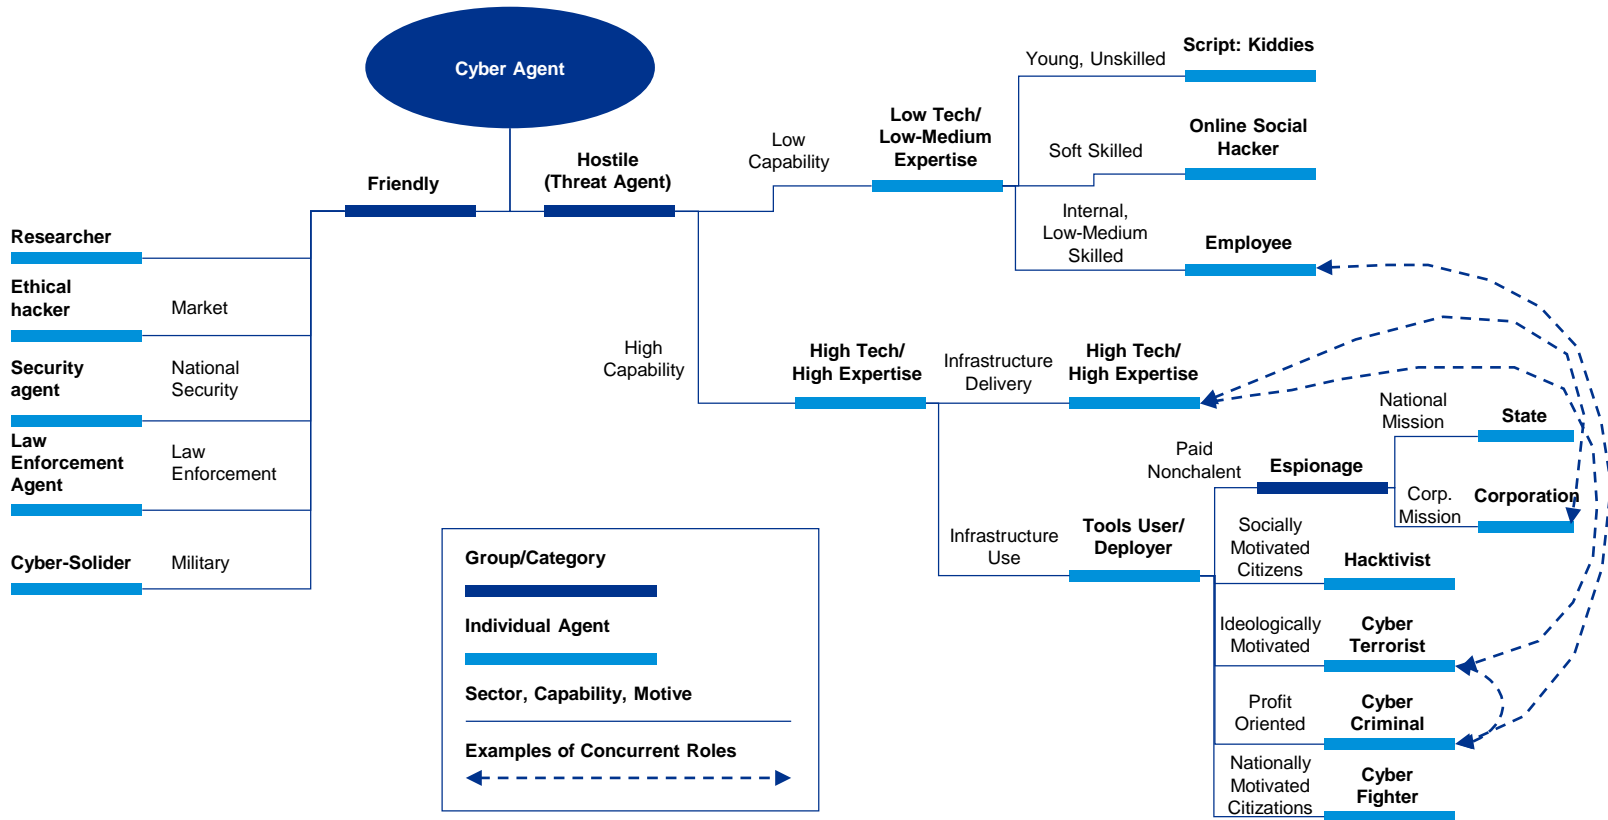 Cyber Agent
Friendly
Hostile
(Threat Agent)
Researcher
Ethical
hacker
Market
Security
agent
National
Security
Law
Enforcement
Agent
Law
Enforcement
Cyber-Solider
Military
Low
Capability
Low Tech/
Low-Medium
Expertise
Young, Unskilled
Script: Kiddies
Soft Skilled
Online Social
Hacker
Internal,
Low-Medium
Skilled
Employee
High
Capability
High Tech/
High Expertise
Infrastructure
Delivery
High Tech/
High Expertise
Infrastructure
Use
Tools User/
Deployer
Paid
Nonchalent
Espionage
National
Mission
State
Corp.
Mission
Corporation
Socially
Motivated
Citizens
Hacktivist
Ideologically
Motivated
Cyber
Terrorist
Profit
Oriented
Cyber
Criminal
Nationally
Motivated
Citizations
Cyber
Fighter
Group/Category
Individual Agent
Sector, Capability, Motive
Examples of Concurrent Roles